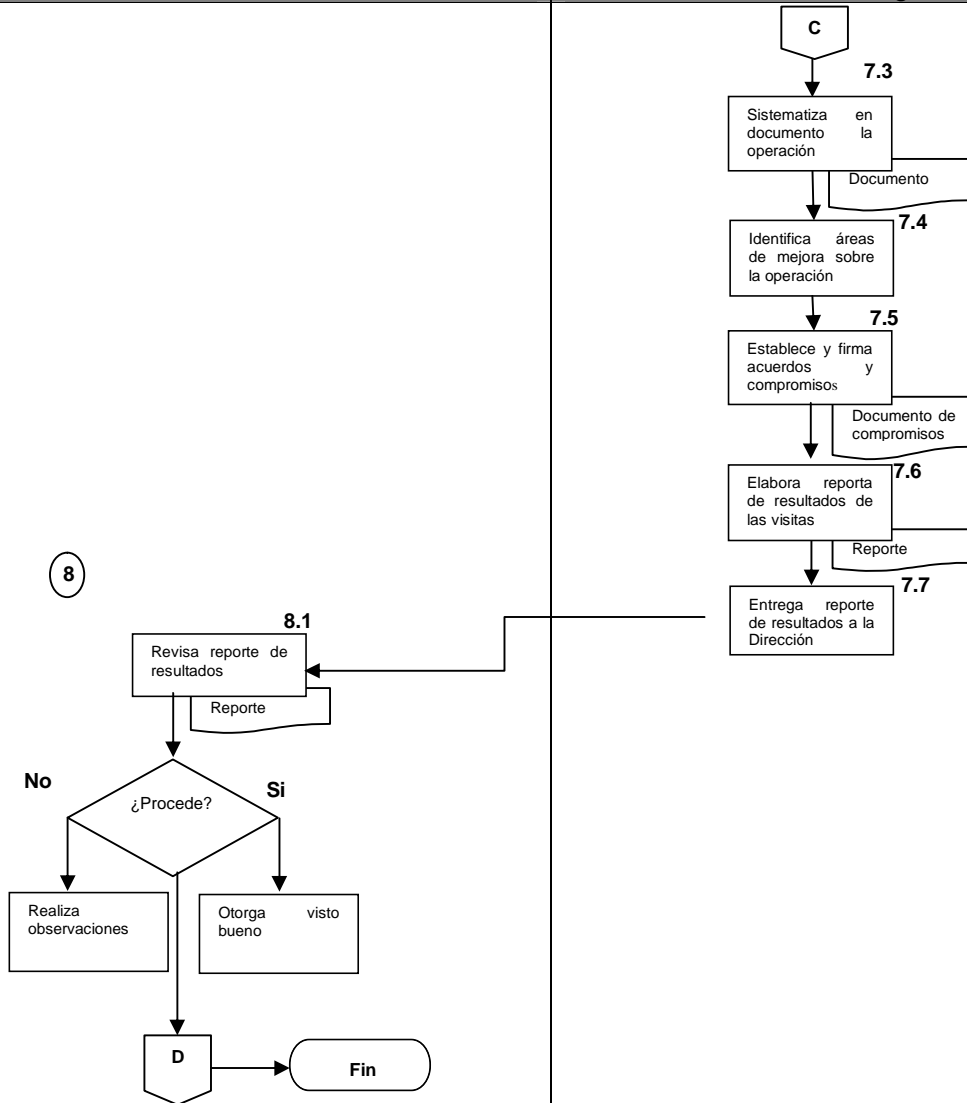 C
7.3
Sistematiza en
documento la
operación
Documento
7.4
Identifica áreas
de mejora sobre
la operación
7.5
Establece y firma
acuerdos y
compromisos
Documento de
compromisos
7.6
Elabora reporta
de resultados de
las visitas
Reporte
7.7
Entrega reporte
de resultados a la
Dirección
8
8.1
Revisa reporte de
resultados
Reporte
¿Procede?
No
Si
Realiza
observaciones
Otorga visto
bueno
D
Fin